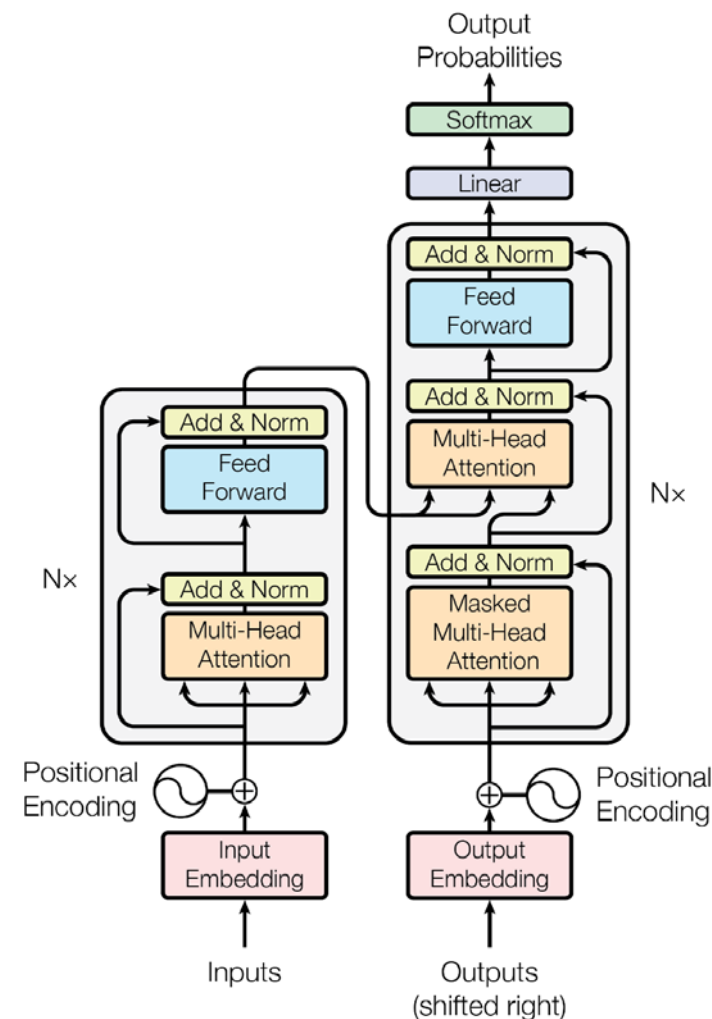 Output
Probabilities
Softmax
Linear
Add & Norm
Feed
Forward
Add & Norm
Multi-Head
Attention
Add & Norm
Masked
Multi-Head
Attention
N×
Add & Norm
Feed
Forward
Add & Norm
Multi-Head
Attention
N×
Positional
Encoding
Positional
Encoding
Input
Embedding
Output
Embedding
Inputs
Outputs
(shifted right)